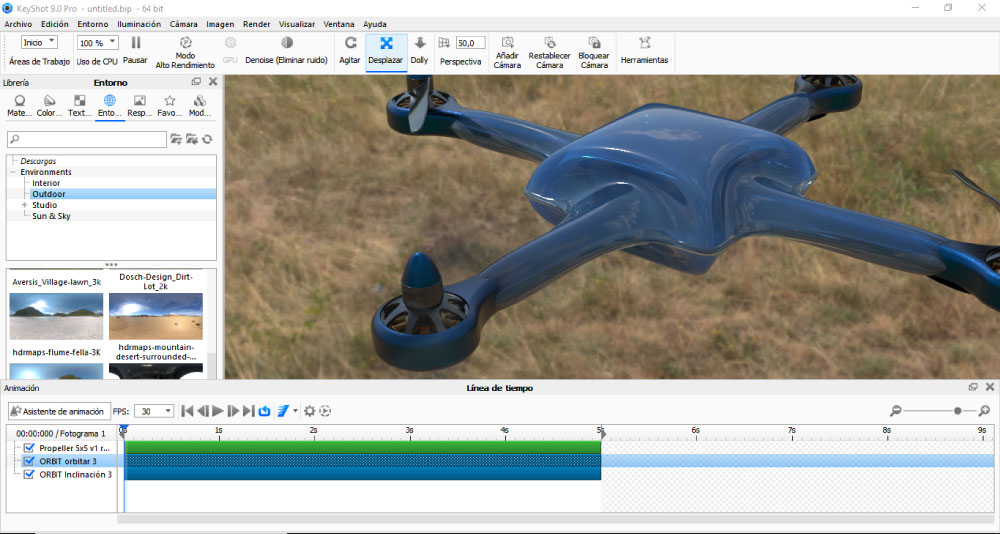 KeyShot 9.0 Pro - untitled.bip - 64 bit
Archivo Edición Entorno Iluminación Cámara Imagen Render Visualizar Ventana Ayuda
Inicio 100 % 50,0
Áreas de Trabajo Uso de CPU Pausar Modo Alto Rendimiento GPU Denoise (Eliminar ruido) Agitar Desplazar Dolly Perspectiva Añadir Cámara Restablecer Cámara Bloquear Cámara Herramientas
Librería Entorno
Mate... Color... Text... Ento... Resp... Favo... Mod...
Descargas
Environments
Interior
Outdoor
Studio
Sun & Sky
Aversis_Village-lawn_3k
Dosch-Design_Dirt-
Lot_2k
hdrmaps-flume-fella-3K
hdrmaps-mountain-
desert-surrounded-...
Animación Línea de tiempo
Asistente de animación FPS: 30
00:00:000 / Fotograma 1
0s 1s 2s 3s 4s 5s 6s 7s 8s 9s
Propeller 5x5 v1 r...
ORBIT orbitar 3
ORBIT Inclinación 3